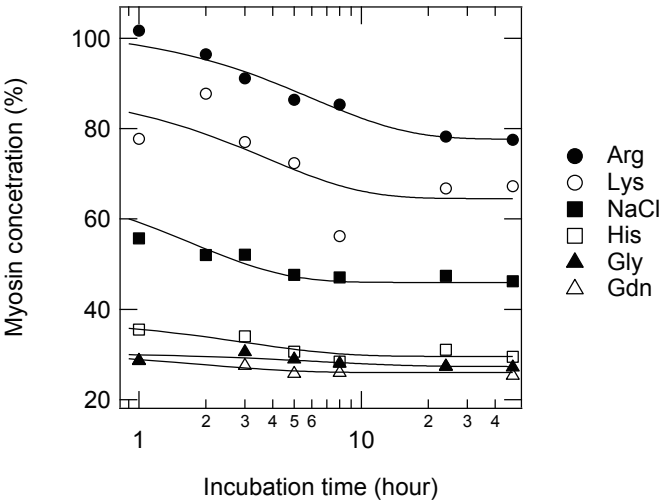 Myosin concetration (%)
100
80
60
40
20
1
2
3
4
5
6
10
2
3
4
Incubation time (hour)
Arg
Lys
NaCl
His
Gly
Gdn